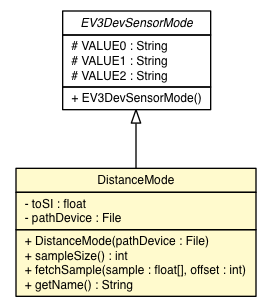 EV3DevSensorMode
# VALUE0 : String
# VALUE1 : String
# VALUE2 : String
+ EV3DevSensorMode()
DistanceMode
- toSI : float
- pathDevice : File
+ DistanceMode(pathDevice : File)
+ sampleSize() : int
+ fetchSample(sample : float[], offset : int)
+ getName() : String